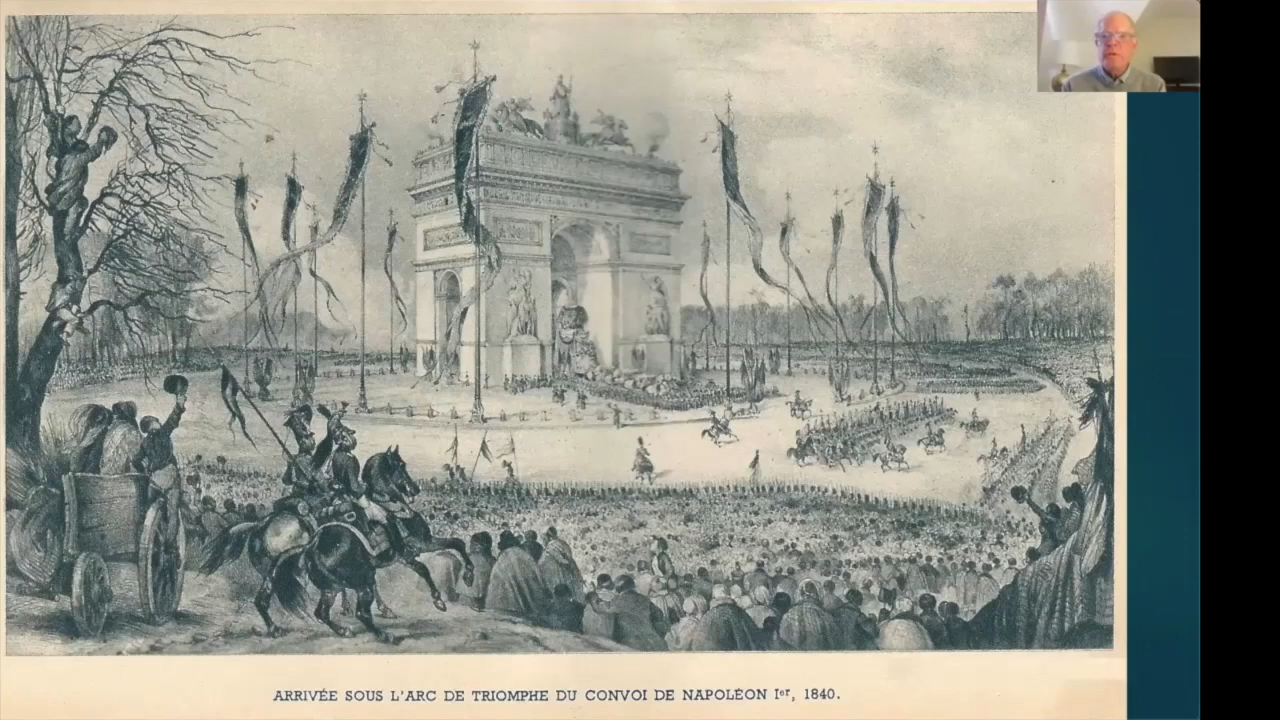 ARRIVÉE SOUS L'ARC DE TRIOMPHE DU CONVOI DE NAPOLÉON Iᵉʳ, 1840.